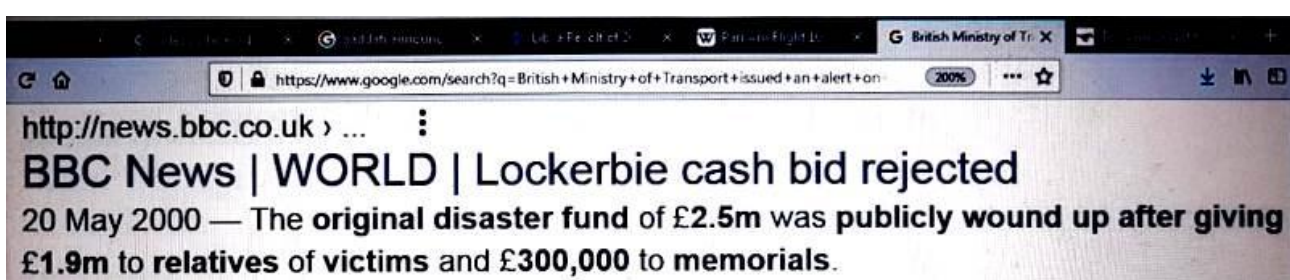 British Ministry of Tr
https://www.google.com/search?q=British+Ministry+of+Transport+issued+an+alert+on
200%
http://news.bbc.co.uk › ...
BBC News | WORLD | Lockerbie cash bid rejected
20 May 2000 — The original disaster fund of £2.5m was publicly wound up after giving
£1.9m to relatives of victims and £300,000 to memorials.